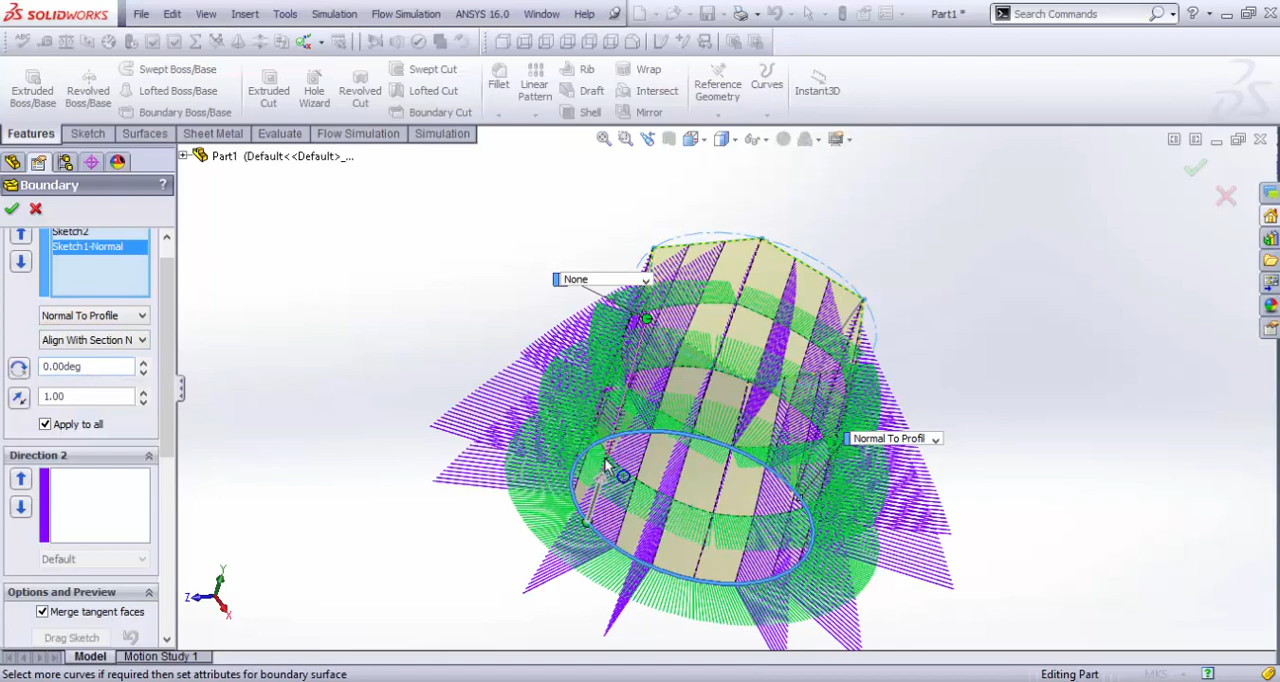 SOLIDWORKS File Edit View Insert Tools Simulation Flow Simulation ANSYS 16.0 Window Help Part1 * Search Commands
Extruded Boss/Base
Revolved Boss/Base
Swept Boss/Base
Lofted Boss/Base
Boundary Boss/Base
Extruded Cut
Hole Wizard
Revolved Cut
Swept Cut
Lofted Cut
Boundary Cut
Fillet
Linear Pattern
Rib
Draft
Shell
Wrap
Intersect
Mirror
Reference Geometry
Curves
Instant3D
Features Sketch Surfaces Sheet Metal Evaluate Flow Simulation Simulation
Part1 (Default<<Default>_...
Boundary ?
Sketch2
Sketch1-Normal
None
Normal To Profile
Align With Section N
0.00deg
1.00
Apply to all
Normal To Profil
Direction 2
Default
Options and Preview
Merge tangent faces
Drag Sketch
Y
Z
X
Model Motion Study 1
Select more curves if required then set attributes for boundary surface Editing Part MKS